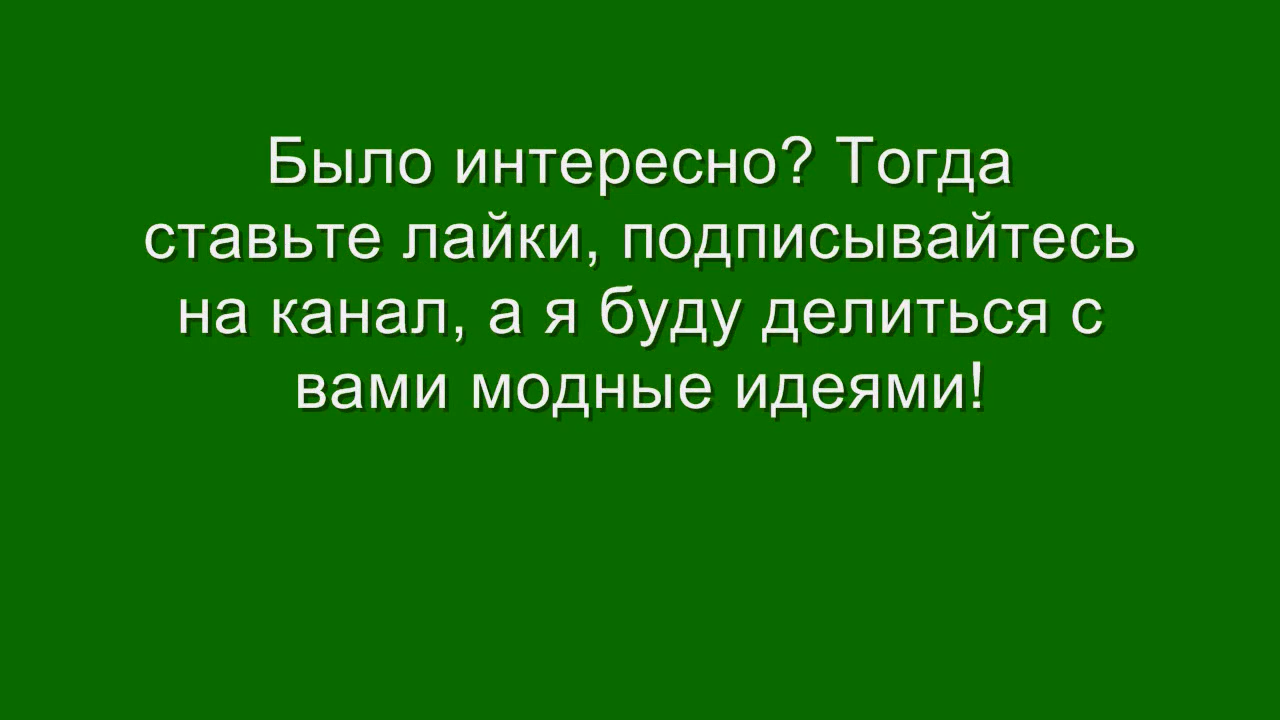 Было интересно? Тогда
ставьте лайки, подписывайтесь
на канал, а я буду делиться с
вами модные идеями!